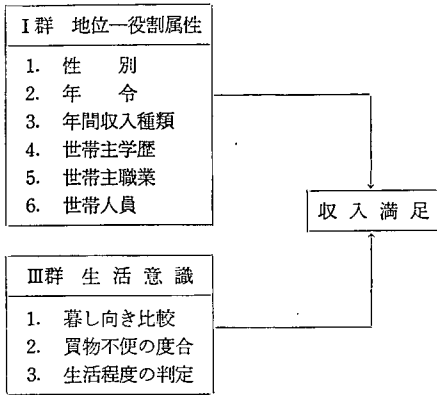 Ⅰ群 地位―役割属性
1. 性 別
2. 年 令
3. 年間収入種類
4. 世帯主学歴
5. 世帯主職業
6. 世帯人員
収入満足
Ⅲ群 生活意識
1. 暮し向き比較
2. 買物不便の度合
3. 生活程度の判定